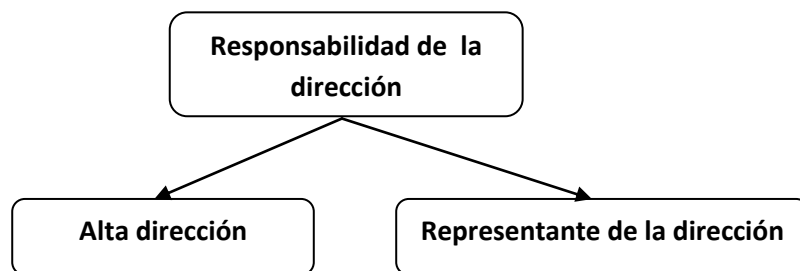 Responsabilidad de  la
dirección
Alta dirección
Representante de la dirección